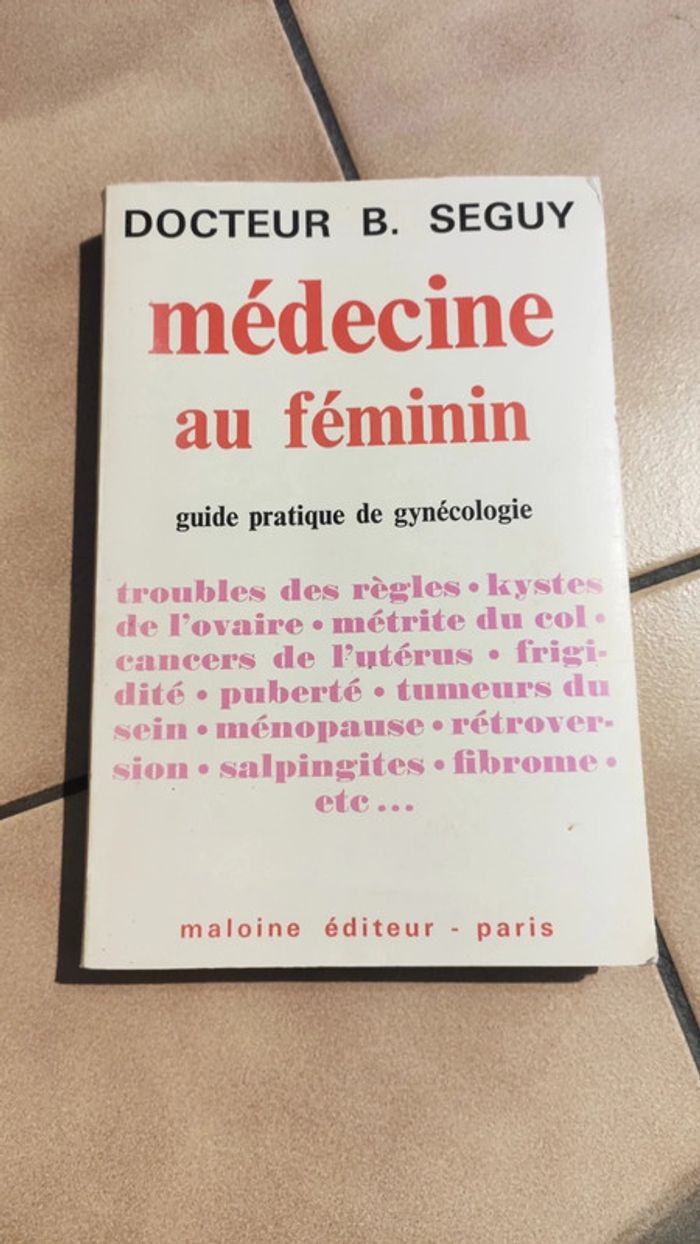 DOCTEUR B. SEGUY
médecine
au féminin
guide pratique de gynécologie
troubles des règles • kystes
de l'ovaire • métrite du col •
cancers de l'utérus • frigi-
dité • puberté • tumeurs du
sein • ménopause • rétrover-
sion • salpingites • fibrome •
etc...
maloine éditeur - paris